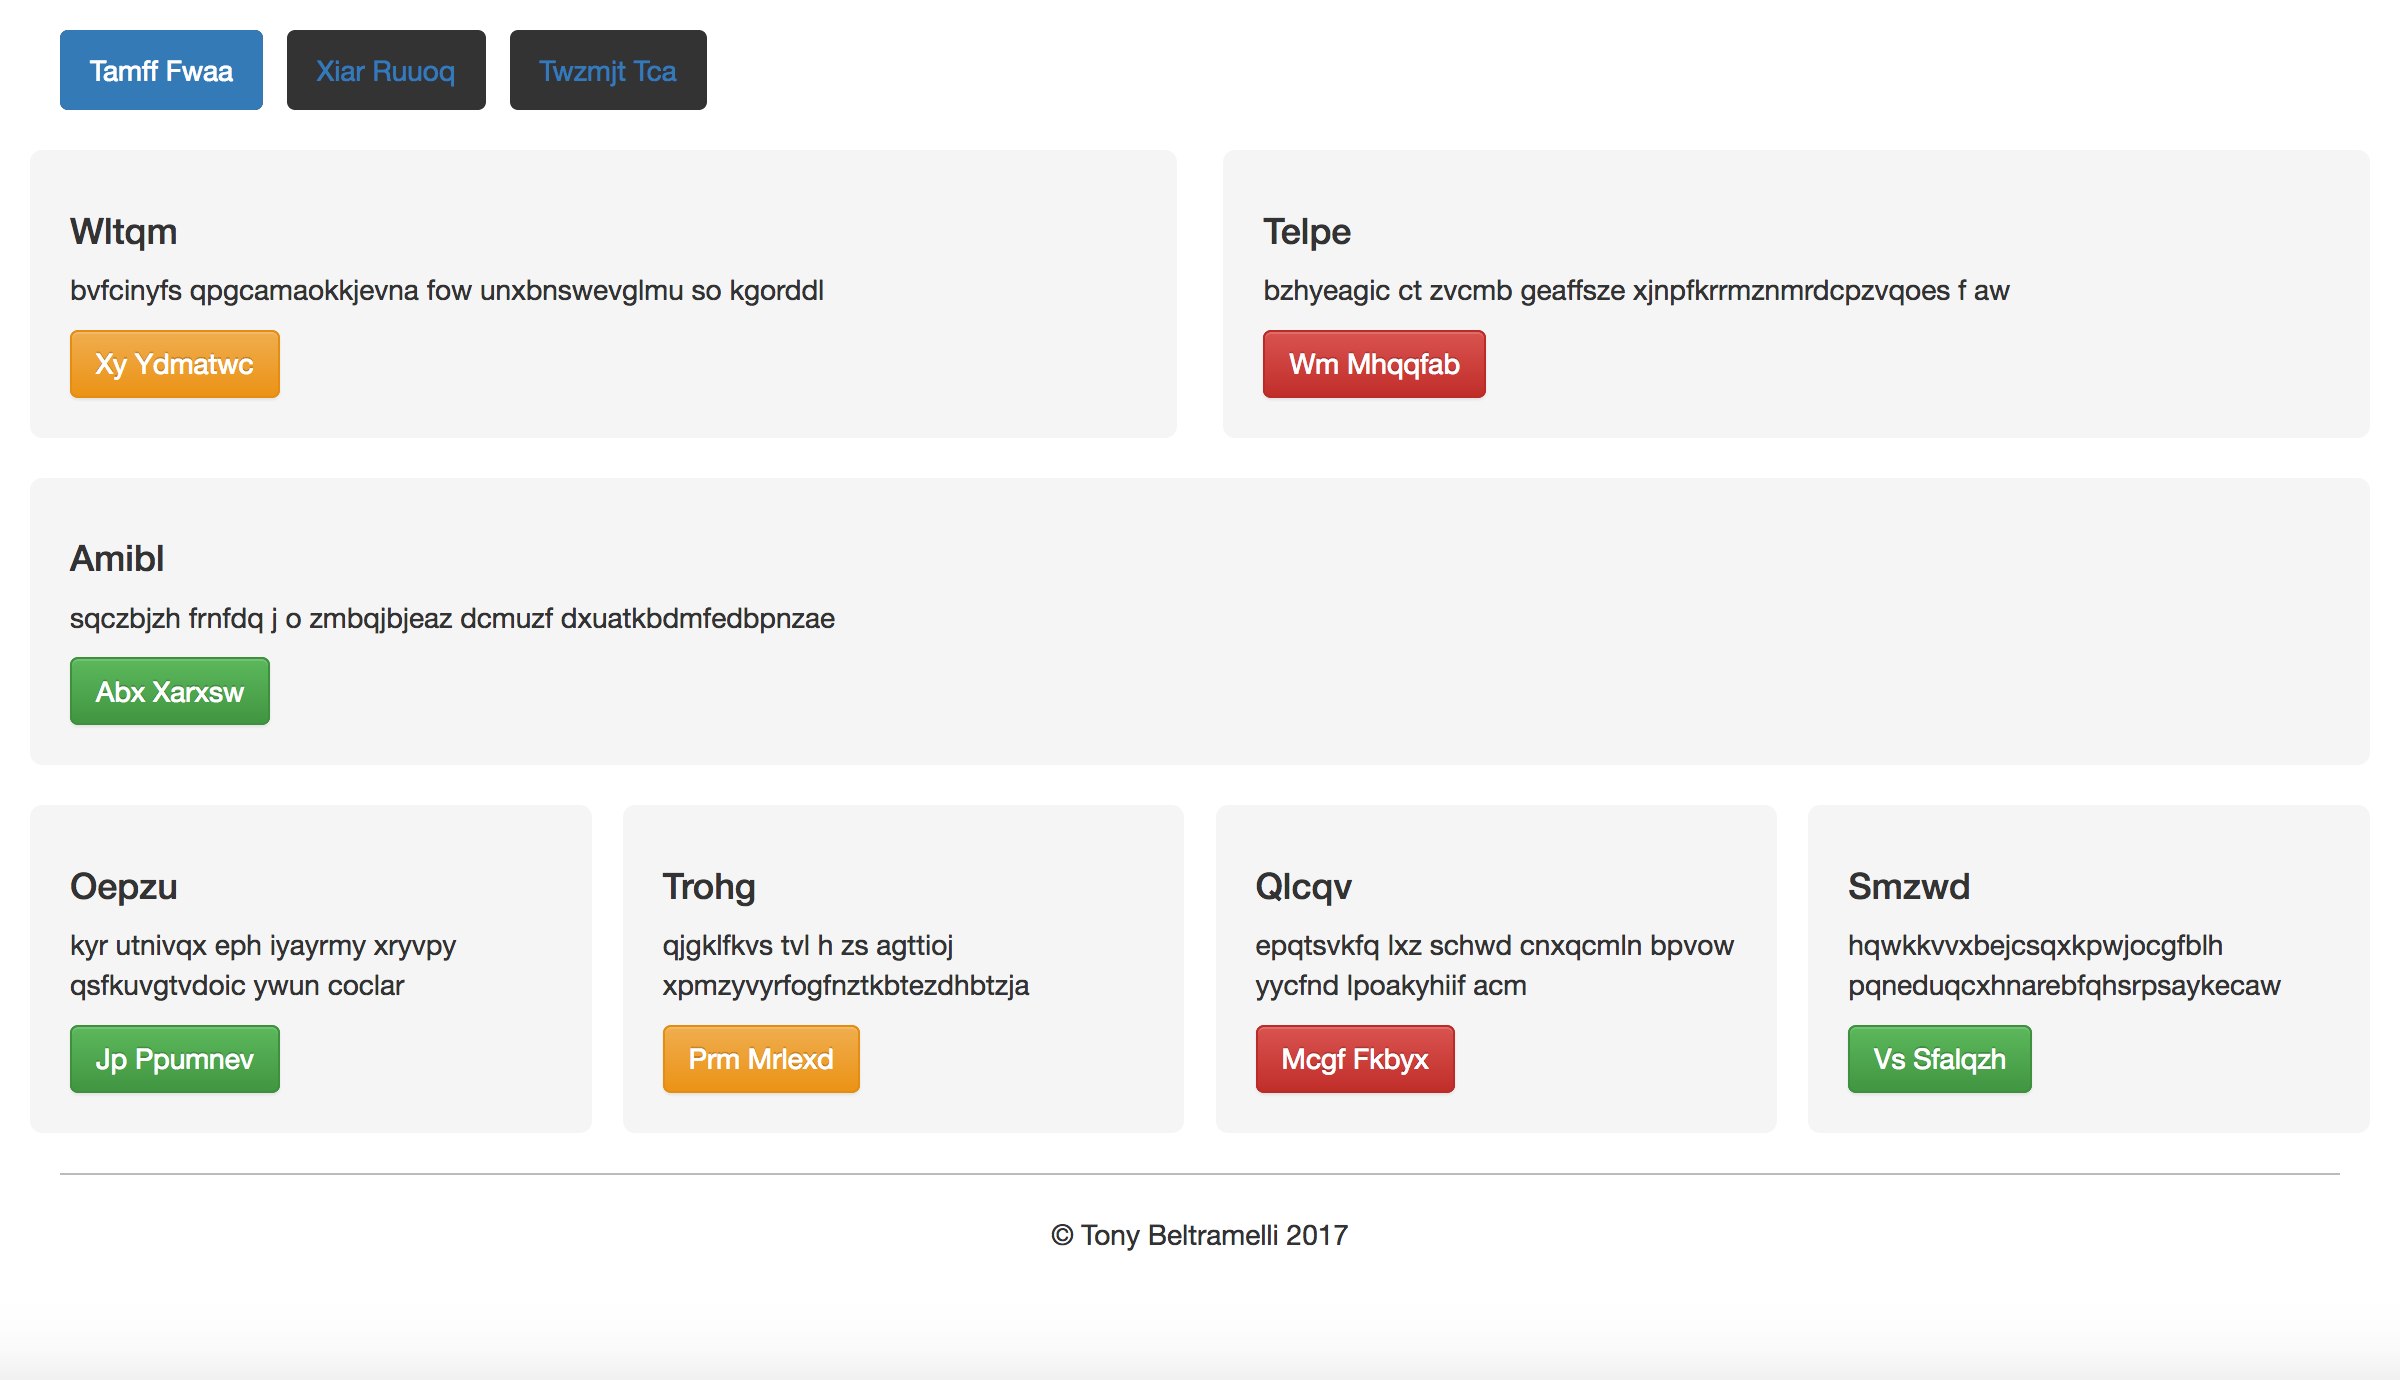 Tamff Fwaa Xiar Ruuoq Twzmjt Tca
Wltqm
bvfcinyfs qpgcamaokkjevna fow unxbnswevglmu so kgorddl
Xy Ydmatwc
Telpe
bzhyeagic ct zvcmb geaffsze xjnpfkrrmznmrdcpzvqoes f aw
Wm Mhqqfab
Amibl
sqczbjzh frnfdq j o zmbqjbjeaz dcmuzf dxuatkbdmfedbpnzae
Abx Xarxsw
Oepzu
kyr utnivqx eph iyayrmy xryvpy
qsfkuvgtvdoic ywun coclar
Jp Ppumnev
Trohg
qjgklfkvs tvl h zs agttioj
xpmzyvyrfogfnztkbtezdhbtzja
Prm Mrlexd
Qlcqv
epqtsvkfq lxz schwd cnxqcmln bpvow
yycfnd lpoakyhiif acm
Mcgf Fkbyx
Smzwd
hqwkkvvxbejcsqxkpwjocgfblh
pqneduqcxhnarebfqhsrpsaykecaw
Vs Sfalqzh
© Tony Beltramelli 2017